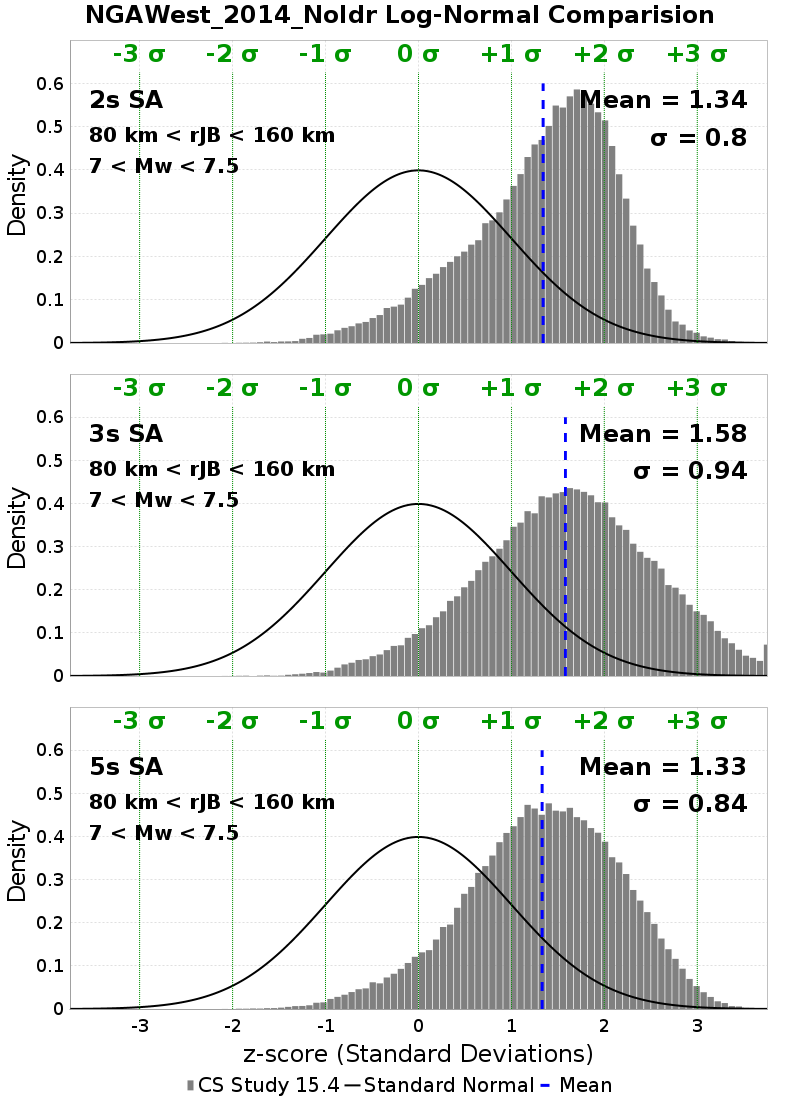 NGAWest_2014_NoIdr Log-Normal Comparision
-3 σ -2 σ -1 σ 0 σ +1 σ +2 σ +3 σ
2s SA
Mean = 1.34
80 km < rJB < 160 km
σ = 0.8
7 < Mw < 7.5
Density
0.6
0.5
0.4
0.3
0.2
0.1
0
-3 σ -2 σ -1 σ 0 σ +1 σ +2 σ +3 σ
3s SA
Mean = 1.58
80 km < rJB < 160 km
σ = 0.94
7 < Mw < 7.5
Density
0.6
0.5
0.4
0.3
0.2
0.1
0
-3 σ -2 σ -1 σ 0 σ +1 σ +2 σ +3 σ
5s SA
Mean = 1.33
80 km < rJB < 160 km
σ = 0.84
7 < Mw < 7.5
Density
0.6
0.5
0.4
0.3
0.2
0.1
0
-3 -2 -1 0 1 2 3
z-score (Standard Deviations)
CS Study 15.4 Standard Normal Mean